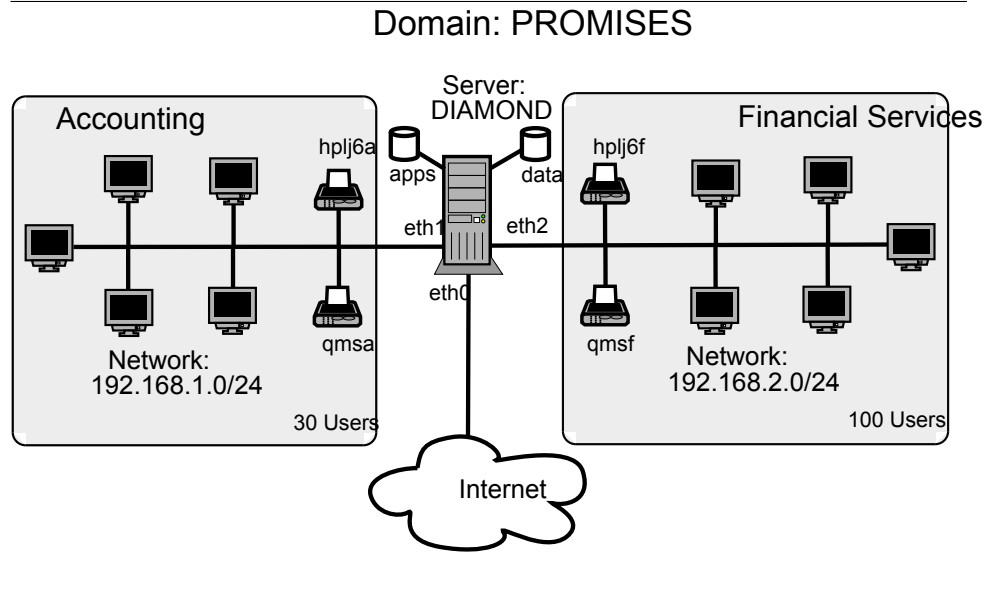 Domain: PROMISES
Server:
DIAMOND
Accounting
Financial Services
hplj6a
apps
data
hplj6f
eth1
eth2
eth0
qmsa
qmsf
Network:
192.168.1.0/24
Network:
192.168.2.0/24
30 Users
100 Users
Internet